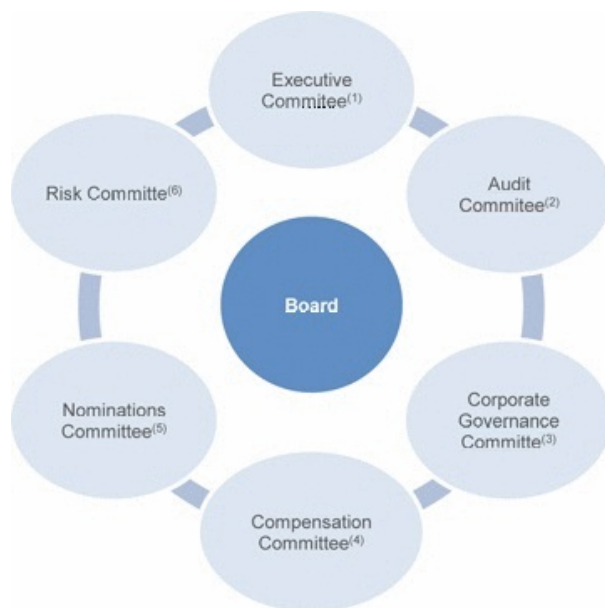 Executive
Commitee(1)
Audit
Commitee(2)
Risk Committe(6)
Board
Corporate
Governance
Committe(3)
Nominations
Committee(5)
Compensation
Committee(4)